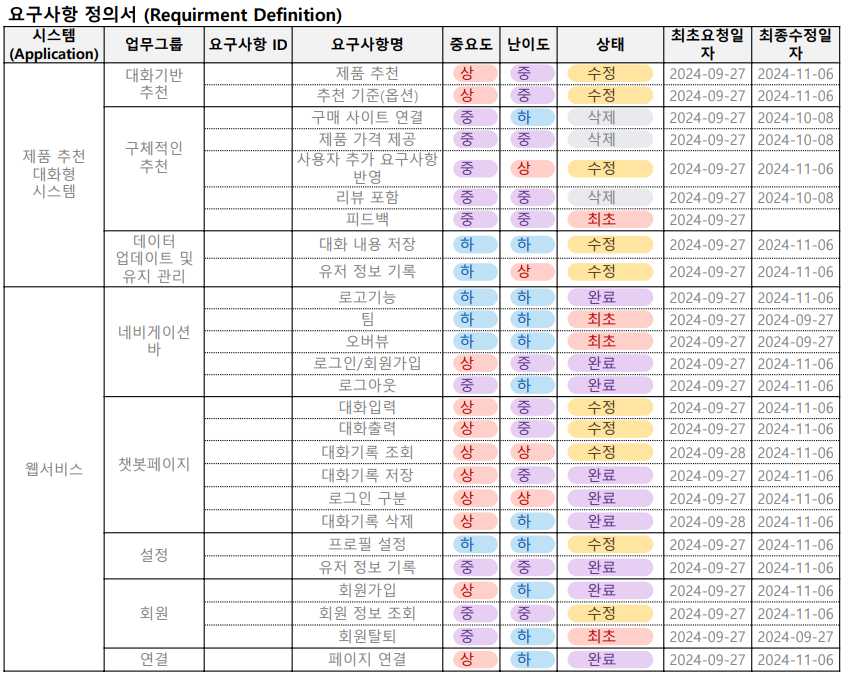 요구사항 정의서 (Requirment Definition)
시스템 (Application) 업무그룹 요구사항 ID 요구사항명 중요도 난이도 상태 최초요청일자 최종수정일자
제품 추천 대화형 시스템 대화기반 추천 제품 추천 상 중 수정 2024-09-27 2024-11-06
추천 기준(옵션) 상 중 수정 2024-09-27 2024-11-06
구체적인 추천 구매 사이트 연결 중 하 삭제 2024-09-27 2024-10-08
제품 가격 제공 중 중 삭제 2024-09-27 2024-10-08
사용자 추가 요구사항 반영 중 상 수정 2024-09-27 2024-11-06
리뷰 포함 중 중 삭제 2024-09-27 2024-10-08
피드백 중 중 최초 2024-09-27
데이터 업데이트 및 유지 관리 대화 내용 저장 하 하 수정 2024-09-27 2024-11-06
유저 정보 기록 하 상 수정 2024-09-27 2024-11-06
웹서비스 네비게이션 바 로고기능 하 하 완료 2024-09-27 2024-11-06
팀 하 하 최초 2024-09-27 2024-09-27
오버뷰 하 하 최초 2024-09-27 2024-09-27
로그인/회원가입 상 중 완료 2024-09-27 2024-11-06
로그아웃 중 하 완료 2024-09-27 2024-11-06
챗봇페이지 대화입력 상 중 수정 2024-09-27 2024-11-06
대화출력 상 중 수정 2024-09-27 2024-11-06
대화기록 조회 상 상 수정 2024-09-28 2024-11-06
대화기록 저장 상 중 완료 2024-09-27 2024-11-06
로그인 구분 상 상 완료 2024-09-27 2024-11-06
대화기록 삭제 상 하 완료 2024-09-28 2024-11-06
설정 프로필 설정 하 하 수정 2024-09-27 2024-11-06
유저 정보 기록 중 중 완료 2024-09-27 2024-11-06
회원 회원가입 상 하 완료 2024-09-27 2024-11-06
회원 정보 조회 중 중 수정 2024-09-27 2024-11-06
회원탈퇴 중 하 최초 2024-09-27 2024-09-27
연결 페이지 연결 상 하 완료 2024-09-27 2024-11-06